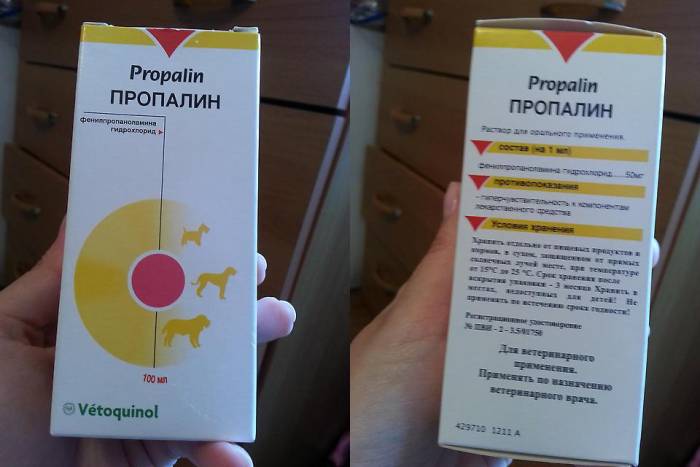 Propalin
ПРОПАЛИН
фенилпропаноламина
гидрохлорид
100 мл
Vétoquinol
Propalin
ПРОПАЛИН
Раствор для орального применения.
состав (на 1 мл)
фенилпропаноламина гидрохлорид......50мг
противопоказания
- гиперчувствительность к компонентам
лекарственного средства
Условия хранения
Хранить отдельно от пищевых продуктов и
кормов, в сухом, защищенном от прямых
солнечных лучей месте, при температуре
от 15°С до 25 °С. Срок хранения после
вскрытия упаковки - 3 месяца Хранить в
местах, недоступных для детей! Не
применять по истечению срока годности!
Регистрационное удостоверение
№ ПВИ - 2 - 3.5/01750
Для ветеринарного
применения.
Применять по назначению
ветеринарного врача.
429710 1211 A